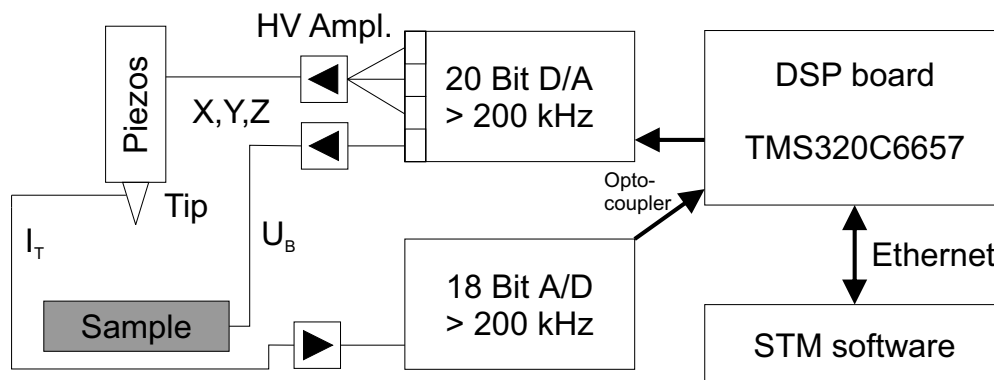 HV Ampl.
Piezos
X,Y,Z
Tip
I_T
U_B
Sample
20 Bit D/A
> 200 kHz
18 Bit A/D
> 200 kHz
Opto-
coupler
DSP board
TMS320C6657
Ethernet
STM software